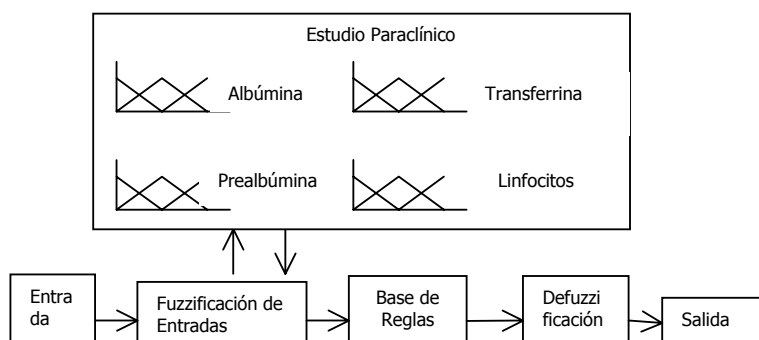 Estudio Paraclínico
Albúmina
Transferrina
Prealbúmina
Linfocitos
Entra
da
Fuzzificación de
Entradas
Base de
Reglas
Defuzzi
ficación
Salida